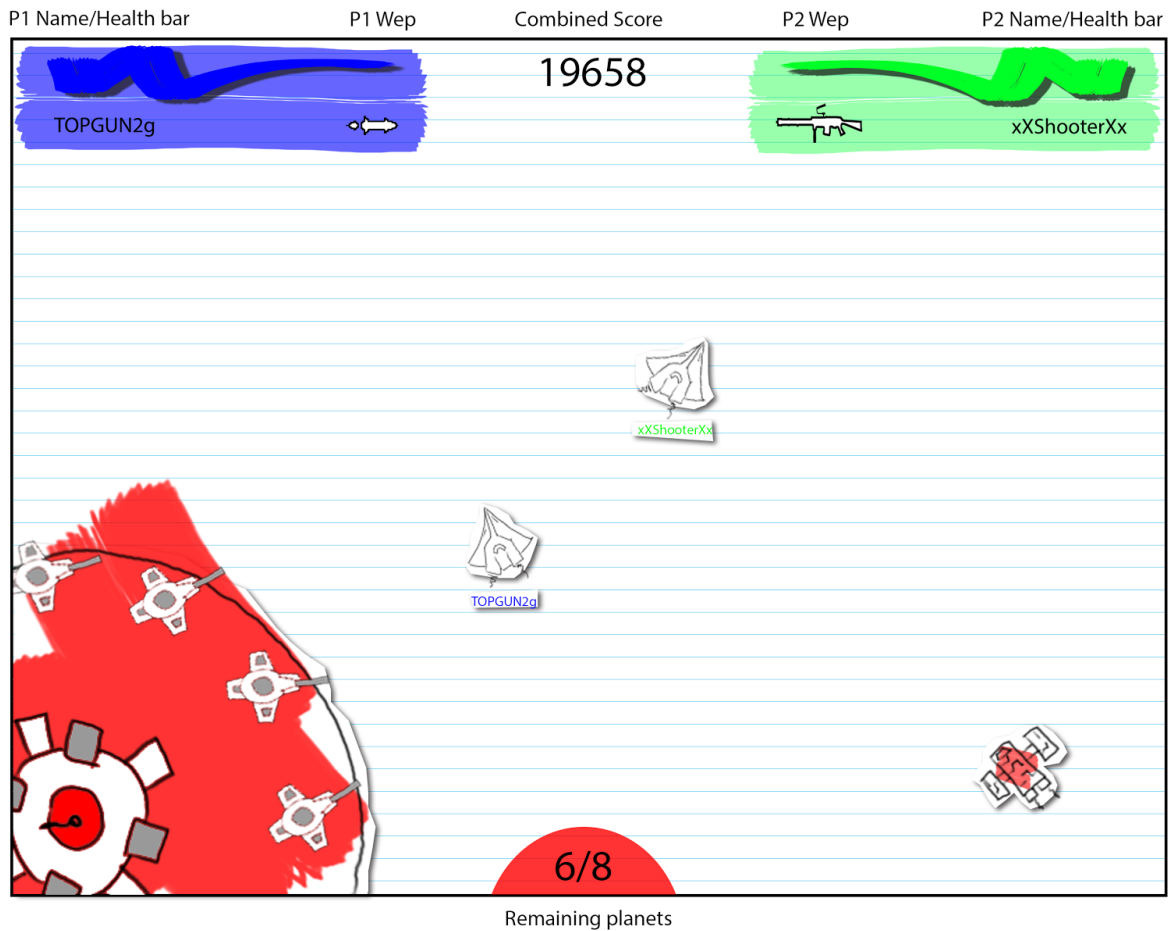 P1 Name/Health bar P1 Wep Combined Score P2 Wep P2 Name/Health bar
19658
TOPGUN2g xXShooterXx
xXShooterXx
TOPGUN2g
6/8
Remaining planets